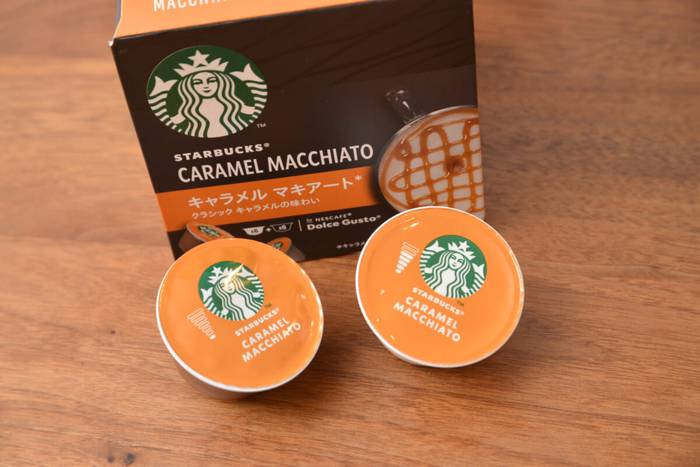 STARBUCKS®
CARAMEL MACCHIATO
キャラメル マキアート*
クラシック キャラメルの味わい
by NESCAFÉ®
Dolce Gusto®
STARBUCKS®
CARAMEL
MACCHIATO
STARBUCKS®
CARAMEL
MACCHIATO